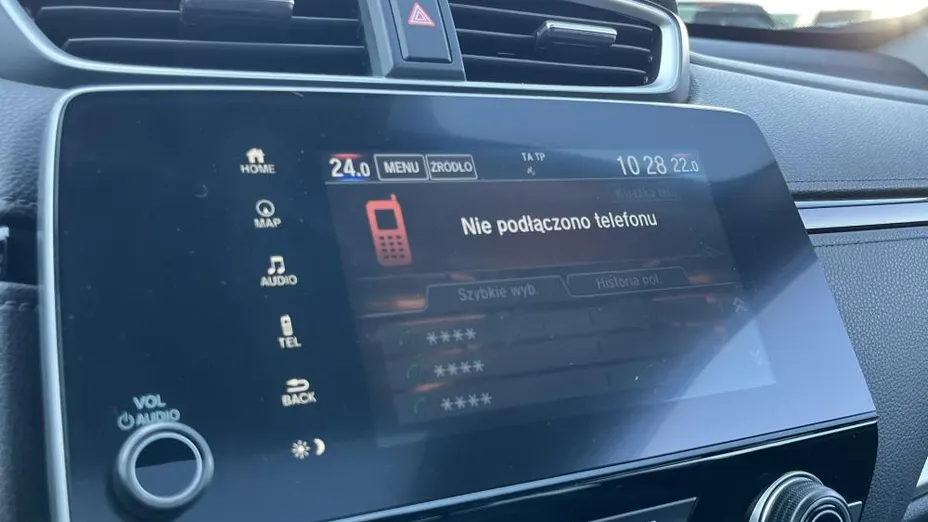 HOME
MAP
AUDIO
TEL
BACK
VOL
AUDIO
24.0 MENU ŹRÓDŁO TA TP 10 28 22.0
Nie podłączono telefonu
Szybkie wyb. Historia poł.
****
****
****